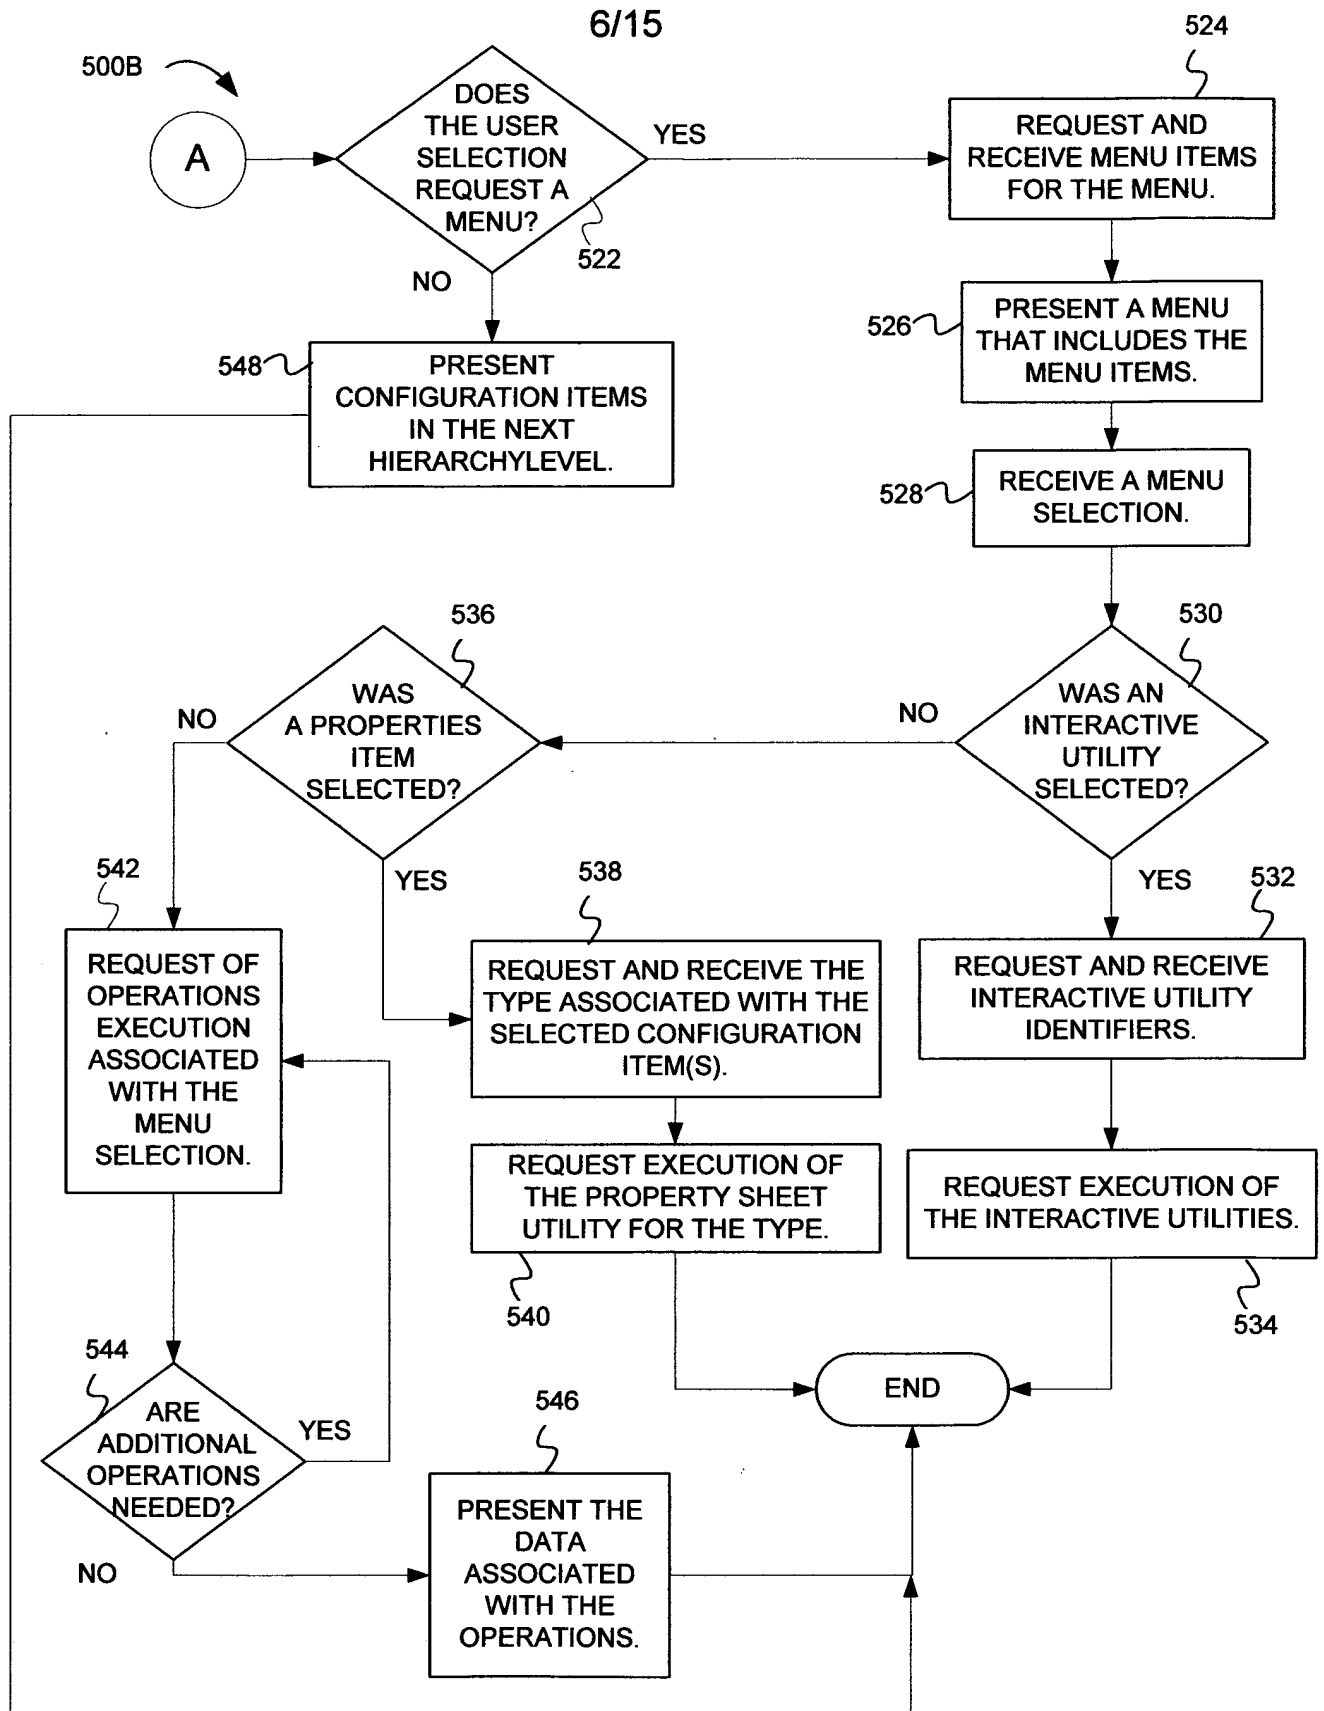 6/15
500B
A
DOES
THE USER
SELECTION
REQUEST A
MENU?
522
YES
NO
524
REQUEST AND
RECEIVE MENU ITEMS
FOR THE MENU.
526
PRESENT A MENU
THAT INCLUDES THE
MENU ITEMS.
548
PRESENT
CONFIGURATION ITEMS
IN THE NEXT
HIERARCHYLEVEL.
528
RECEIVE A MENU
SELECTION.
530
WAS AN
INTERACTIVE
UTILITY
SELECTED?
NO
YES
536
WAS
A PROPERTIES
ITEM
SELECTED?
NO
YES
542
REQUEST OF
OPERATIONS
EXECUTION
ASSOCIATED
WITH THE
MENU
SELECTION.
538
REQUEST AND RECEIVE THE
TYPE ASSOCIATED WITH THE
SELECTED CONFIGURATION
ITEM(S).
532
REQUEST AND RECEIVE
INTERACTIVE UTILITY
IDENTIFIERS.
REQUEST EXECUTION OF
THE PROPERTY SHEET
UTILITY FOR THE TYPE.
540
REQUEST EXECUTION OF
THE INTERACTIVE UTILITIES.
534
544
ARE
ADDITIONAL
OPERATIONS
NEEDED?
YES
NO
END
546
PRESENT THE
DATA
ASSOCIATED
WITH THE
OPERATIONS.